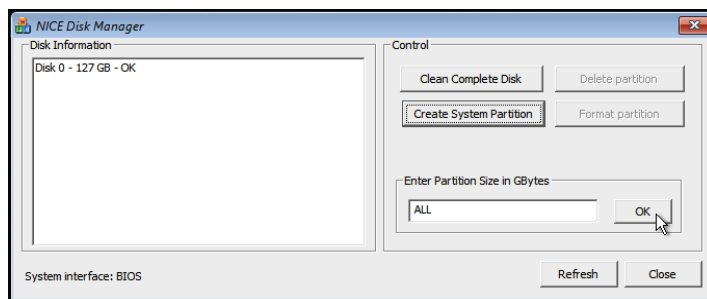 NICE Disk Manager
Disk Information
Disk 0 - 127 GB - OK
Control
Clean Complete Disk
Delete partition
Create System Partition
Format partition
Enter Partition Size in GBytes
ALL
OK
System interface: BIOS
Refresh
Close